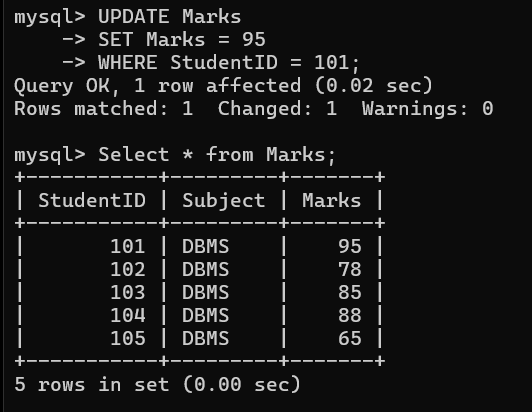 mysql> UPDATE Marks
    -> SET Marks = 95
    -> WHERE StudentID = 101;
Query OK, 1 row affected (0.02 sec)
Rows matched: 1  Changed: 1  Warnings: 0

mysql> Select * from Marks;
+-----------+---------+-------+
| StudentID | Subject | Marks |
+-----------+---------+-------+
|       101 | DBMS    |    95 |
|       102 | DBMS    |    78 |
|       103 | DBMS    |    85 |
|       104 | DBMS    |    88 |
|       105 | DBMS    |    65 |
+-----------+---------+-------+
5 rows in set (0.00 sec)